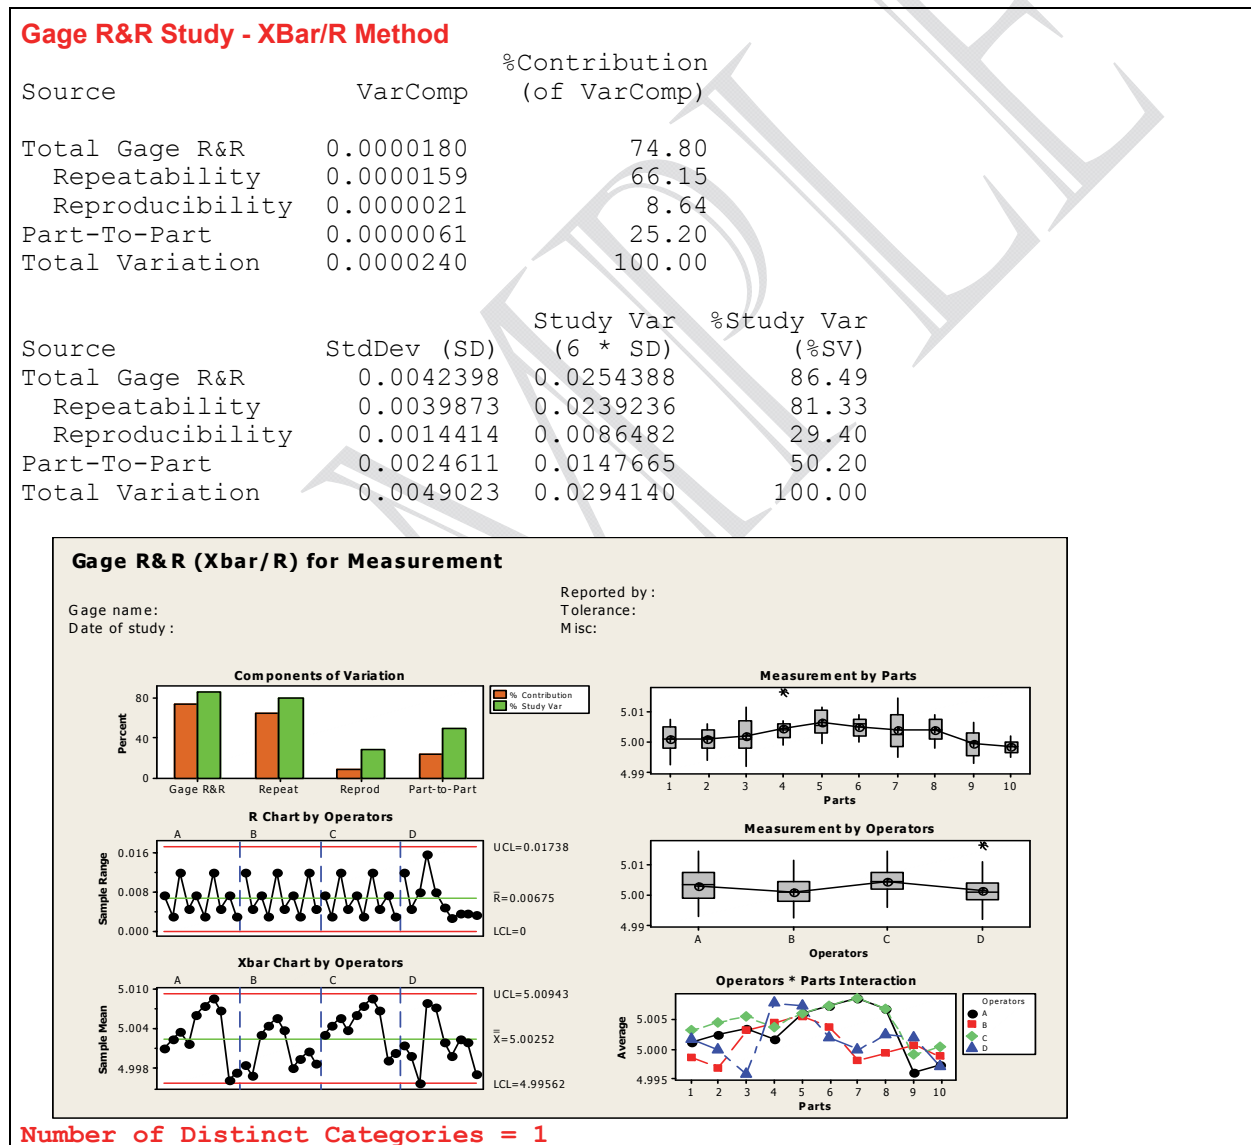 Gage R&R Study - XBar/R Method
%Contribution
Source VarComp (of VarComp)
Total Gage R&R 0.0000180 74.80
Repeatability 0.0000159 66.15
Reproducibility 0.0000021 8.64
Part-To-Part 0.0000061 25.20
Total Variation 0.0000240 100.00
Study Var %Study Var
Source StdDev (SD) (6 * SD) (%SV)
Total Gage R&R 0.0042398 0.0254388 86.49
Repeatability 0.0039873 0.0239236 81.33
Reproducibility 0.0014414 0.0086482 29.40
Part-To-Part 0.0024611 0.0147665 50.20
Total Variation 0.0049023 0.0294140 100.00
Gage R&R (Xbar/R) for Measurement
Gage name:
Date of study:
Reported by:
Tolerance:
Misc:
Components of Variation
Percent
80
40
0
Gage R&R Repeat Reprod Part-to-Part
% Contribution
% Study Var
R Chart by Operators
A B C D
Sample Range
0.016
0.008
0.000
UCL=0.01738
R=0.00675
LCL=0
Xbar Chart by Operators
A B C D
Sample Mean
5.010
5.004
4.998
UCL=5.00943
X=5.00252
LCL=4.99562
Measurement by Parts
5.01
5.00
4.99
1 2 3 4 5 6 7 8 9 10
Parts
Measurement by Operators
5.01
5.00
4.99
A B C D
Operators
Operators * Parts Interaction
Average
5.005
5.000
4.995
1 2 3 4 5 6 7 8 9 10
Parts
Operators
A
B
C
D
Number of Distinct Categories = 1